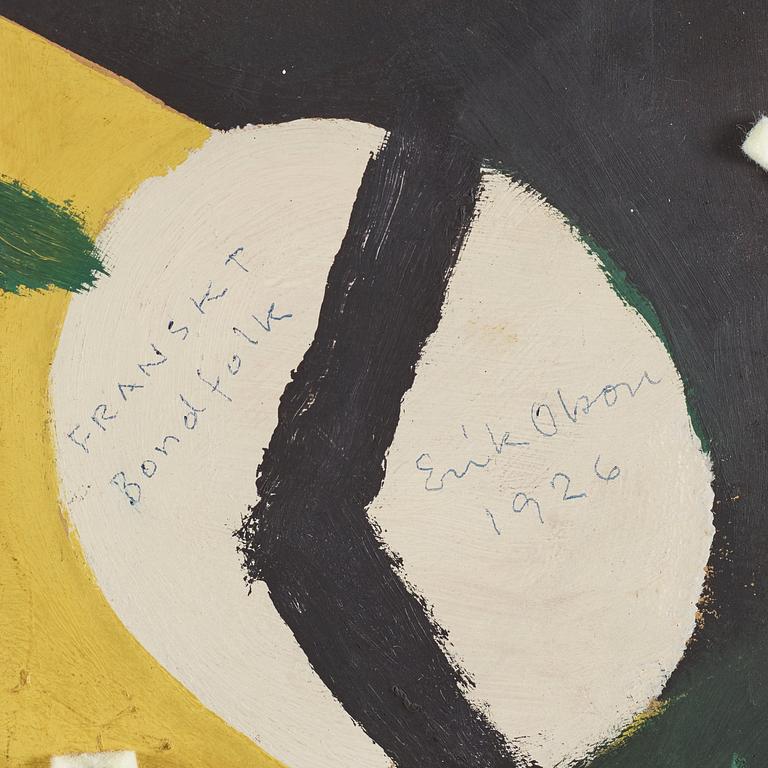 FRANSKT
Bondfolk
Erik Olson
1926